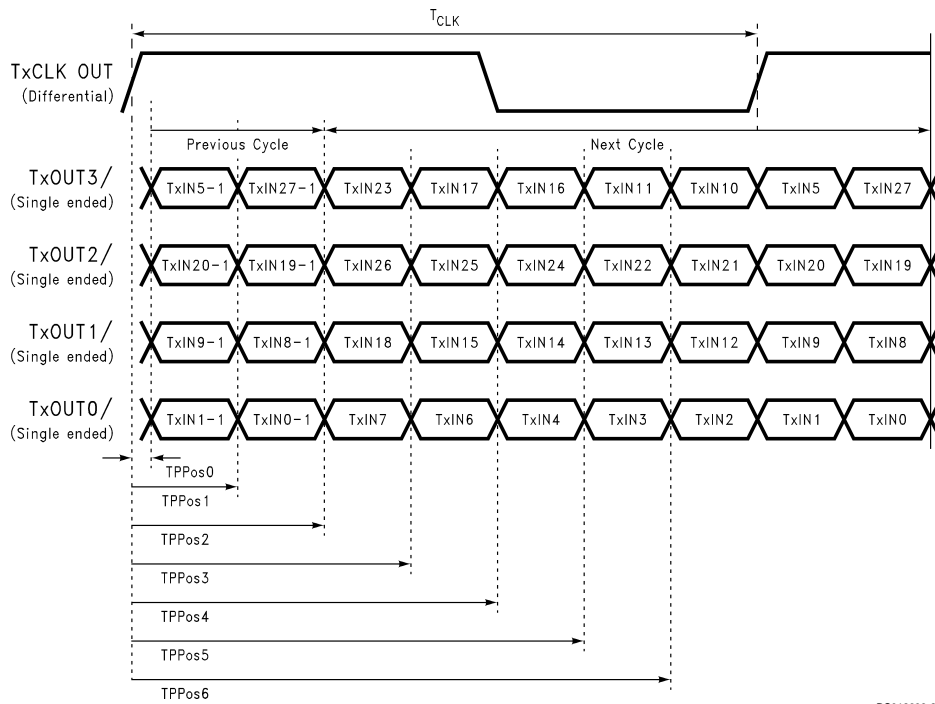 TCLK
TxCLK OUT
(Differential)
Previous Cycle
Next Cycle
TxOUT3/
(Single ended)
TxIN5-1 TxIN27-1 TxIN23 TxIN17 TxIN16 TxIN11 TxIN10 TxIN5 TxIN27
TxOUT2/
(Single ended)
TxIN20-1 TxIN19-1 TxIN26 TxIN25 TxIN24 TxIN22 TxIN21 TxIN20 TxIN19
TxOUT1/
(Single ended)
TxIN9-1 TxIN8-1 TxIN18 TxIN15 TxIN14 TxIN13 TxIN12 TxIN9 TxIN8
TxOUT0/
(Single ended)
TxIN1-1 TxIN0-1 TxIN7 TxIN6 TxIN4 TxIN3 TxIN2 TxIN1 TxIN0
TPPos0
TPPos1
TPPos2
TPPos3
TPPos4
TPPos5
TPPos6